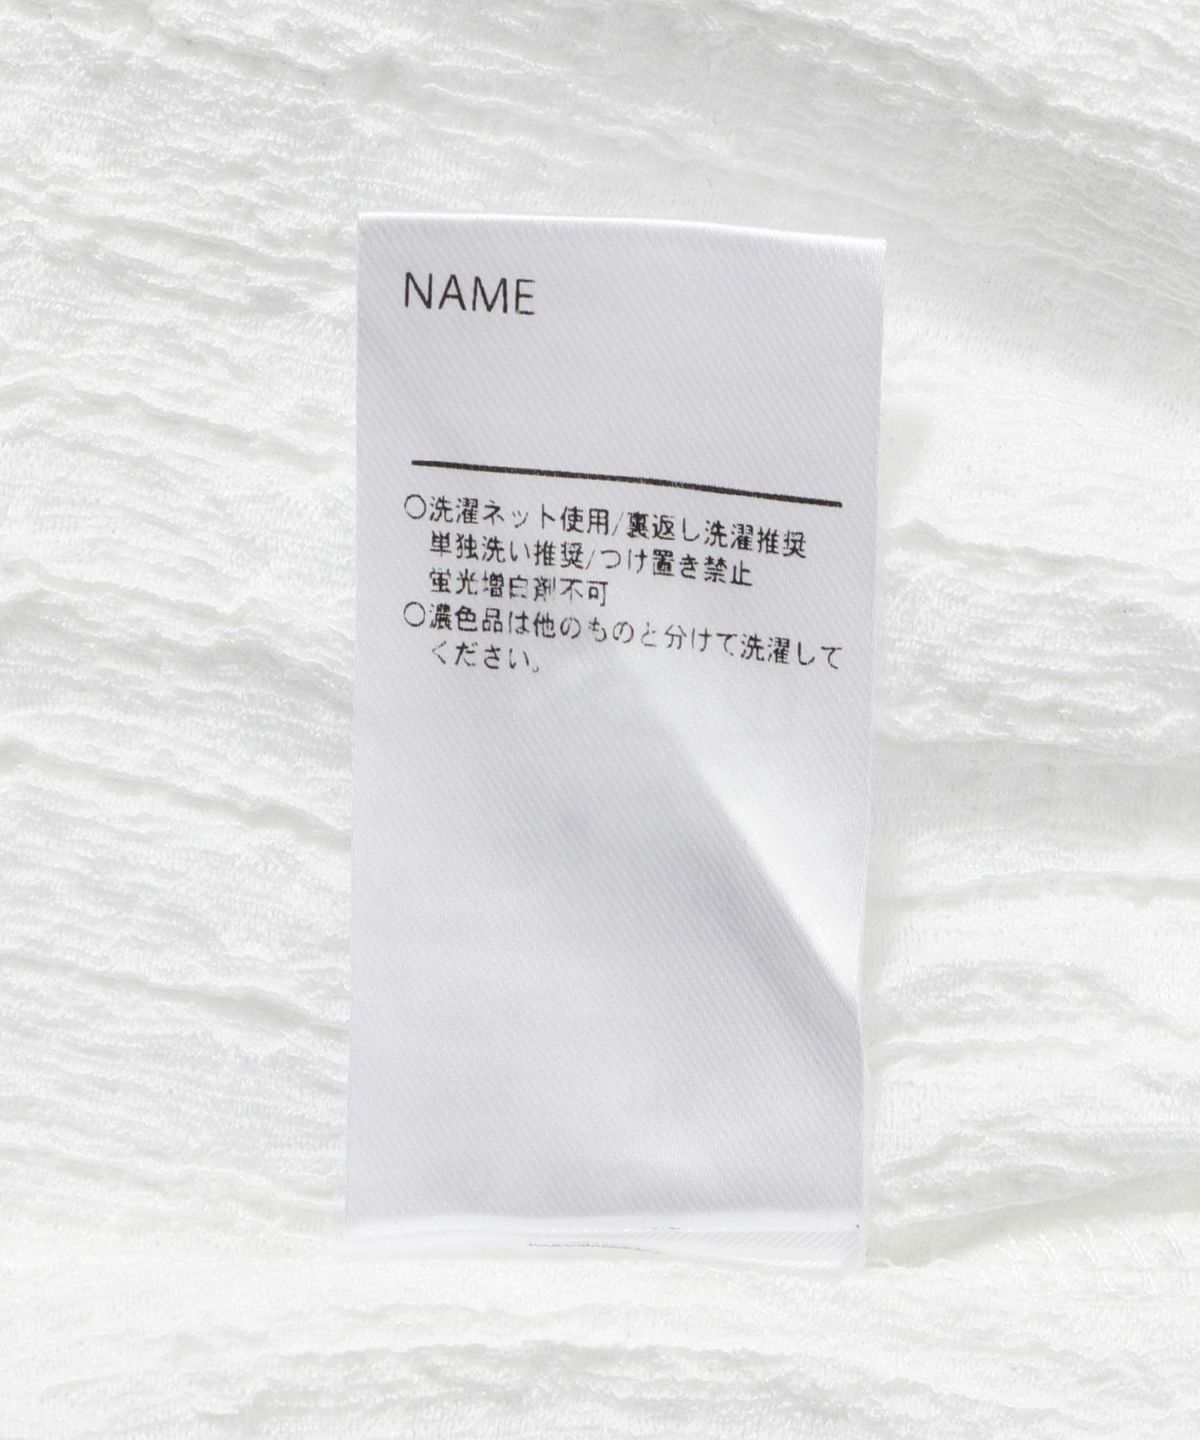 NAME
○洗濯ネット使用/裏返し洗濯推奨
単独洗い推奨/つけ置き禁止
蛍光増白剤不可
○濃色品は他のものと分けて洗濯して
ください。